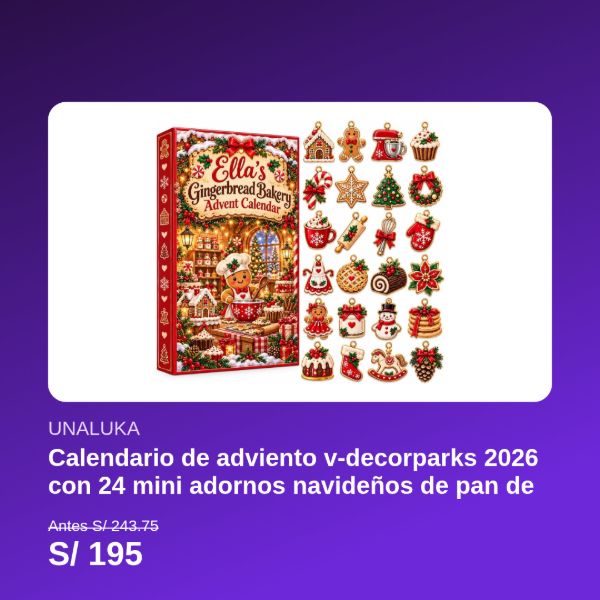 Ella's
Gingerbread Bakery
Advent Calendar
UNALUKA
Calendario de adviento v-decorparks 2026
con 24 mini adornos navideños de pan de
Antes S/ 243.75
S/ 195